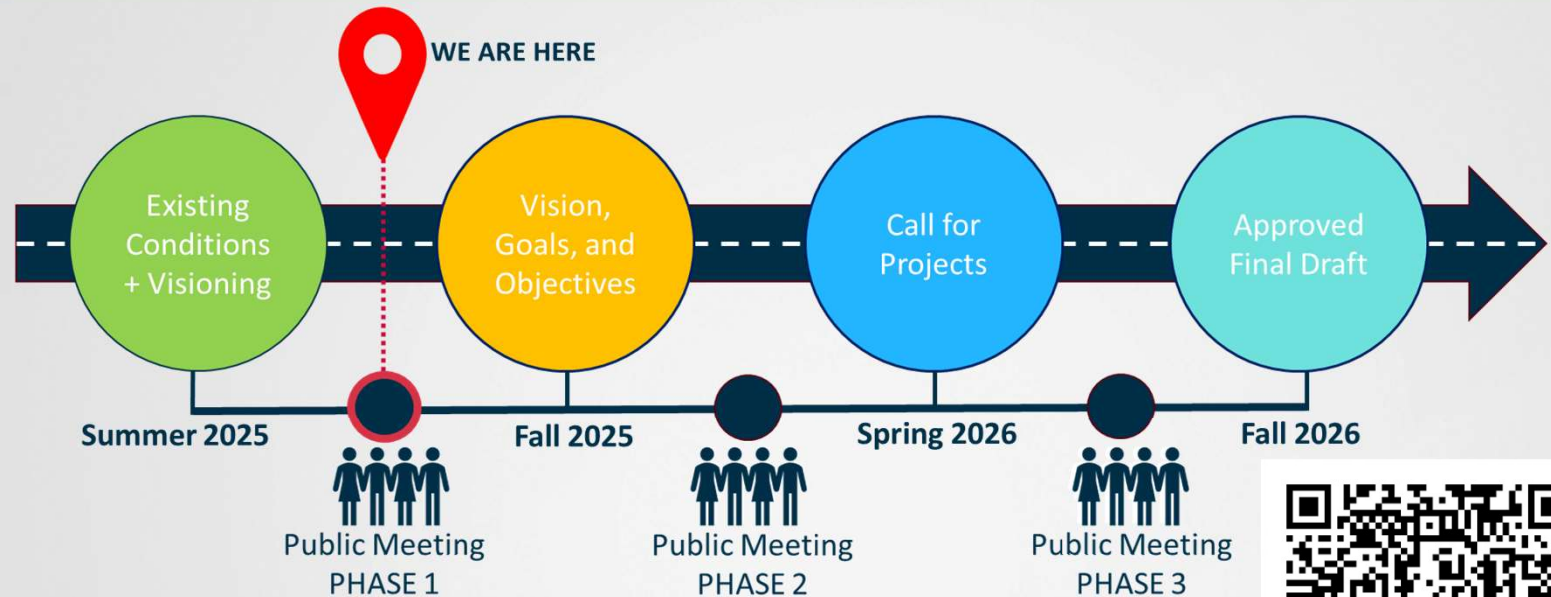 WE ARE HERE
Existing
Conditions
+ Visioning
Vision,
Goals, and
Objectives
Call for
Projects
Approved
Final Draft
Summer 2025
Fall 2025
Spring 2026
Fall 2026
Public Meeting
PHASE 1
Public Meeting
PHASE 2
Public Meeting
PHASE 3